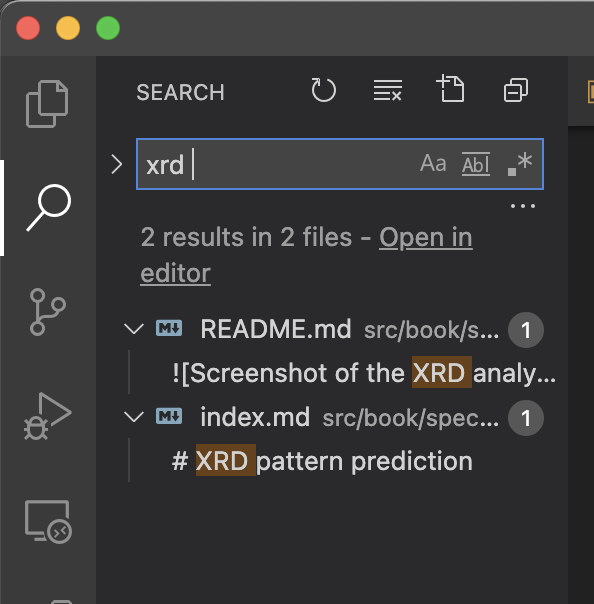 SEARCH
xrd
Aa Abl .*
...
2 results in 2 files - Open in
editor
README.md src/book/s... 1
![Screenshot of the XRD analy...
index.md src/book/spec... 1
# XRD pattern prediction